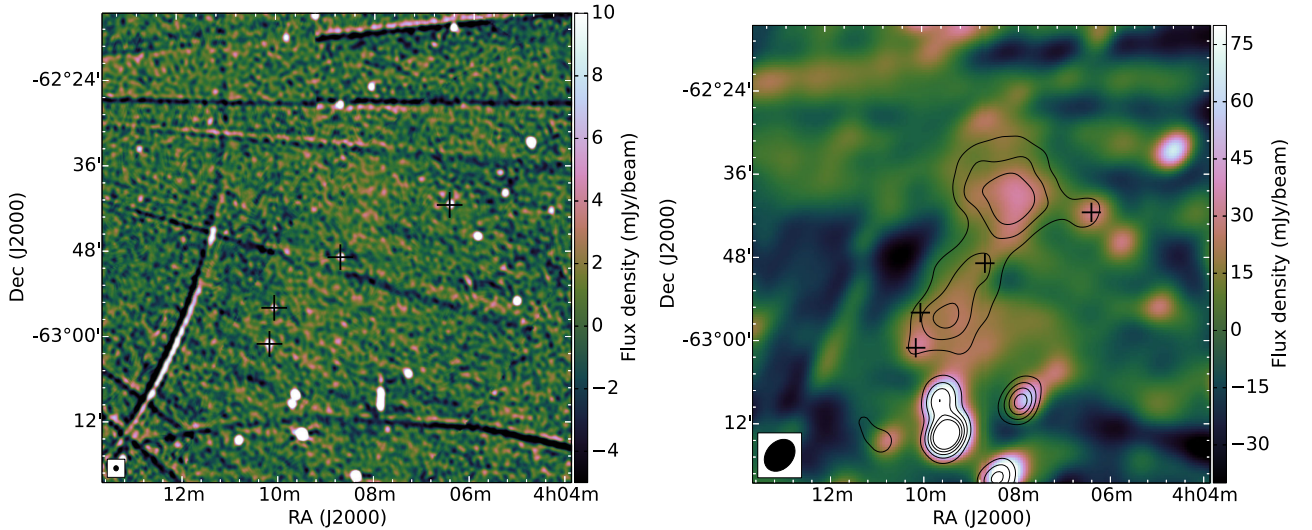 -62°24'
36'
48'
-63°00'
12'
Dec (J2000)
12m
10m
08m
06m
4h04m
RA (J2000)
10
8
6
4
2
0
−2
−4
Flux density (mJy/beam)
-62°24'
36'
48'
-63°00'
12'
Dec (J2000)
12m
10m
08m
06m
4h04m
RA (J2000)
75
60
45
30
15
0
−15
−30
Flux density (mJy/beam)